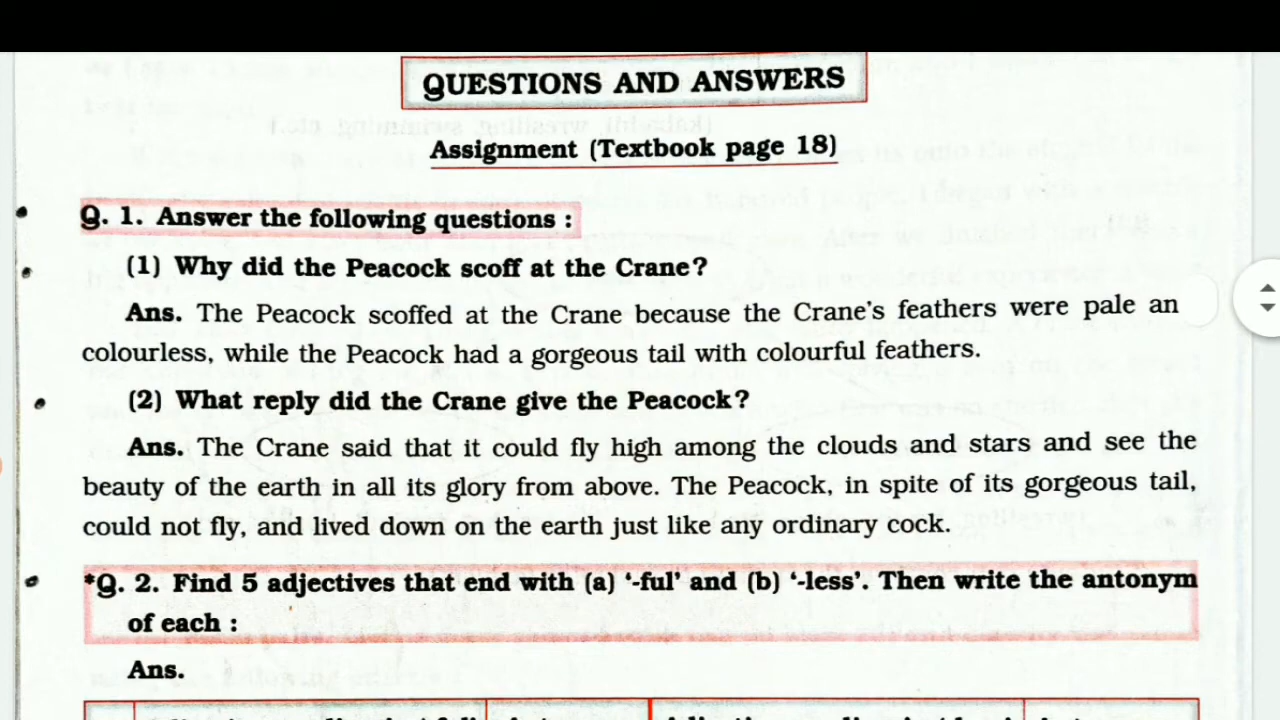 QUESTIONS AND ANSWERS
Assignment (Textbook page 18)
Q. 1. Answer the following questions :
(1) Why did the Peacock scoff at the Crane?
Ans. The Peacock scoffed at the Crane because the Crane's feathers were pale an
colourless, while the Peacock had a gorgeous tail with colourful feathers.
(2) What reply did the Crane give the Peacock?
Ans. The Crane said that it could fly high among the clouds and stars and see the
beauty of the earth in all its glory from above. The Peacock, in spite of its gorgeous tail,
could not fly, and lived down on the earth just like any ordinary cock.
*Q. 2. Find 5 adjectives that end with (a) ‘-ful’ and (b) ‘-less’. Then write the antonym
of each :
Ans.